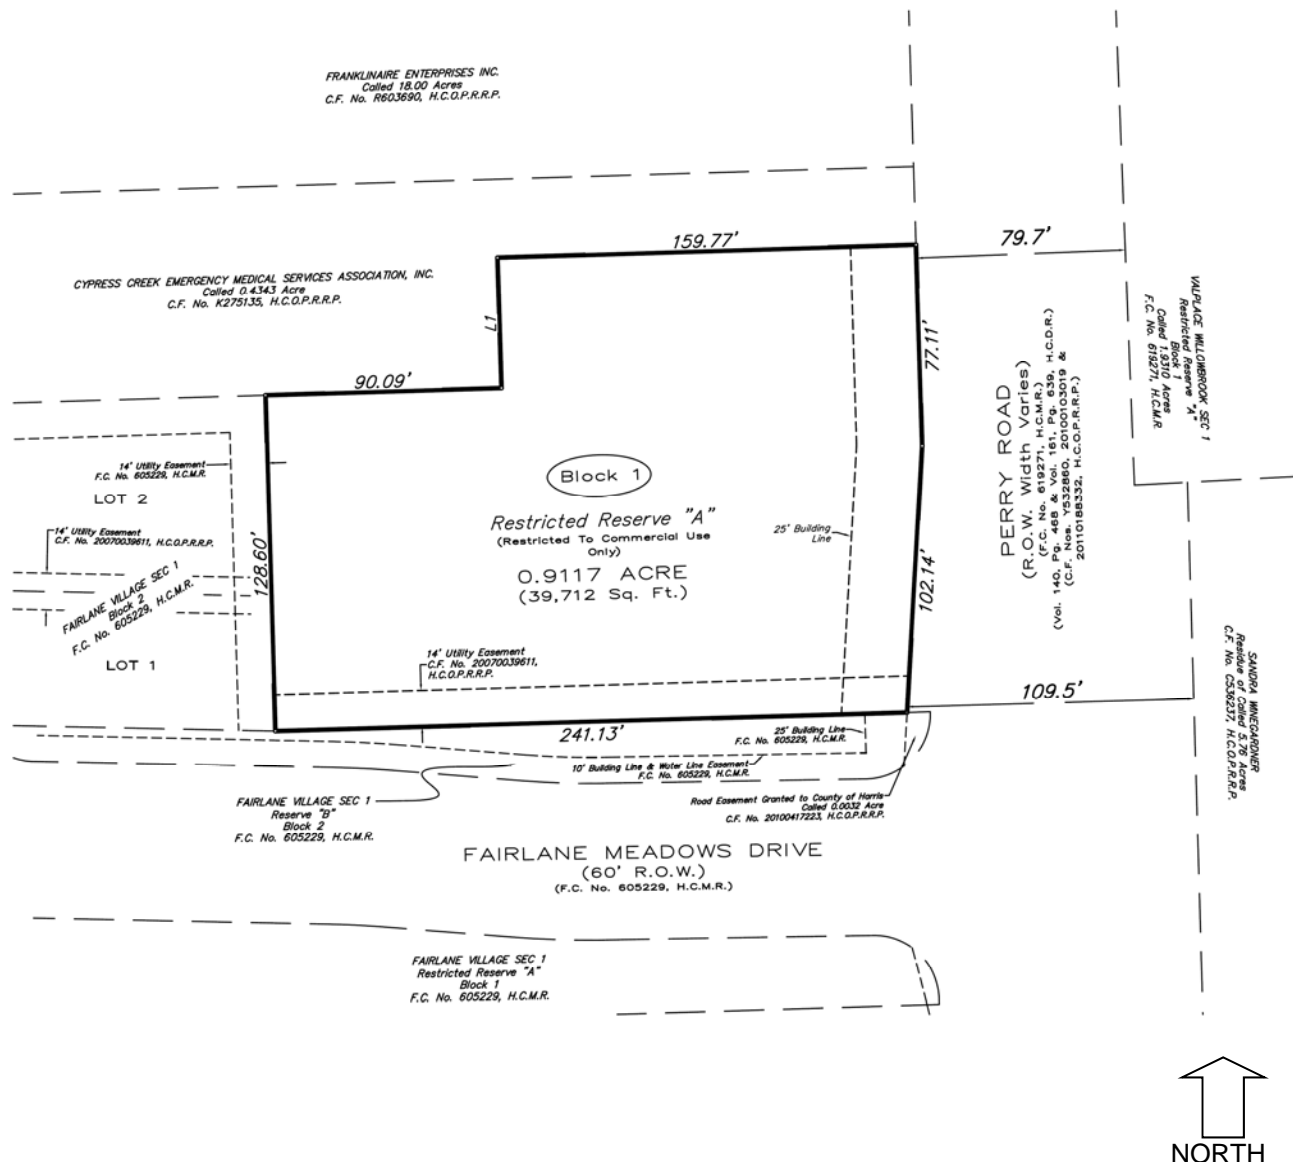 FRANKLINAIRE ENTERPRISES INC.
Called 18.00 Acres
C.F. No. R603690, H.C.O.P.R.R.P.
159.77'
79.7'
CYPRESS CREEK EMERGENCY MEDICAL SERVICES ASSOCIATION, INC.
Called 0.4343 Acre
C.F. No. K275135, H.C.O.P.R.R.P.
L1
77.11'
VALPLACE WILLOWBROOK SEC 1
Restricted Reserve "A"
Block 1
Called 1.9310 Acres
F.C. No. 619271, H.C.M.R.
90.09'
PERRY ROAD
(R.O.W. Width Varies)
(F.C. No. 619271, H.C.M.R.)
(Vol. 140, Pg. 468 & Vol. 161, Pg. 639, H.C.D.R.)
(C.F. Nos. Y532860, 20100103019 &
20110188332, H.C.O.P.R.R.P.)
14' Utility Easement
F.C. No. 605229, H.C.M.R.
LOT 2
Block 1
Restricted Reserve "A"
(Restricted To Commercial Use
Only)
0.9117 ACRE
(39,712 Sq. Ft.)
25' Building
Line
14' Utility Easement
C.F. No. 20070039611, H.C.O.P.R.R.P.
128.60'
102.14'
FAIRLANE VILLAGE SEC 1
Block 2
F.C. No. 605229, H.C.M.R.
LOT 1
14' Utility Easement
C.F. No. 20070039611,
H.C.O.P.R.R.P.
SANDRA WINEGARDNER
Residue of Called 5.76 Acres
C.F. No. C536237, H.C.O.P.R.R.P.
109.5'
241.13'
25' Building Line
F.C. No. 605229, H.C.M.R.
10' Building Line & Water Line Easement
F.C. No. 605229, H.C.M.R.
FAIRLANE VILLAGE SEC 1
Reserve "B"
Block 2
F.C. No. 605229, H.C.M.R.
Road Easement Granted to County of Harris
Called 0.0032 Acre
C.F. No. 20100417223, H.C.O.P.R.R.P.
FAIRLANE MEADOWS DRIVE
(60' R.O.W.)
(F.C. No. 605229, H.C.M.R.)
FAIRLANE VILLAGE SEC 1
Restricted Reserve "A"
Block 1
F.C. No. 605229, H.C.M.R.
NORTH